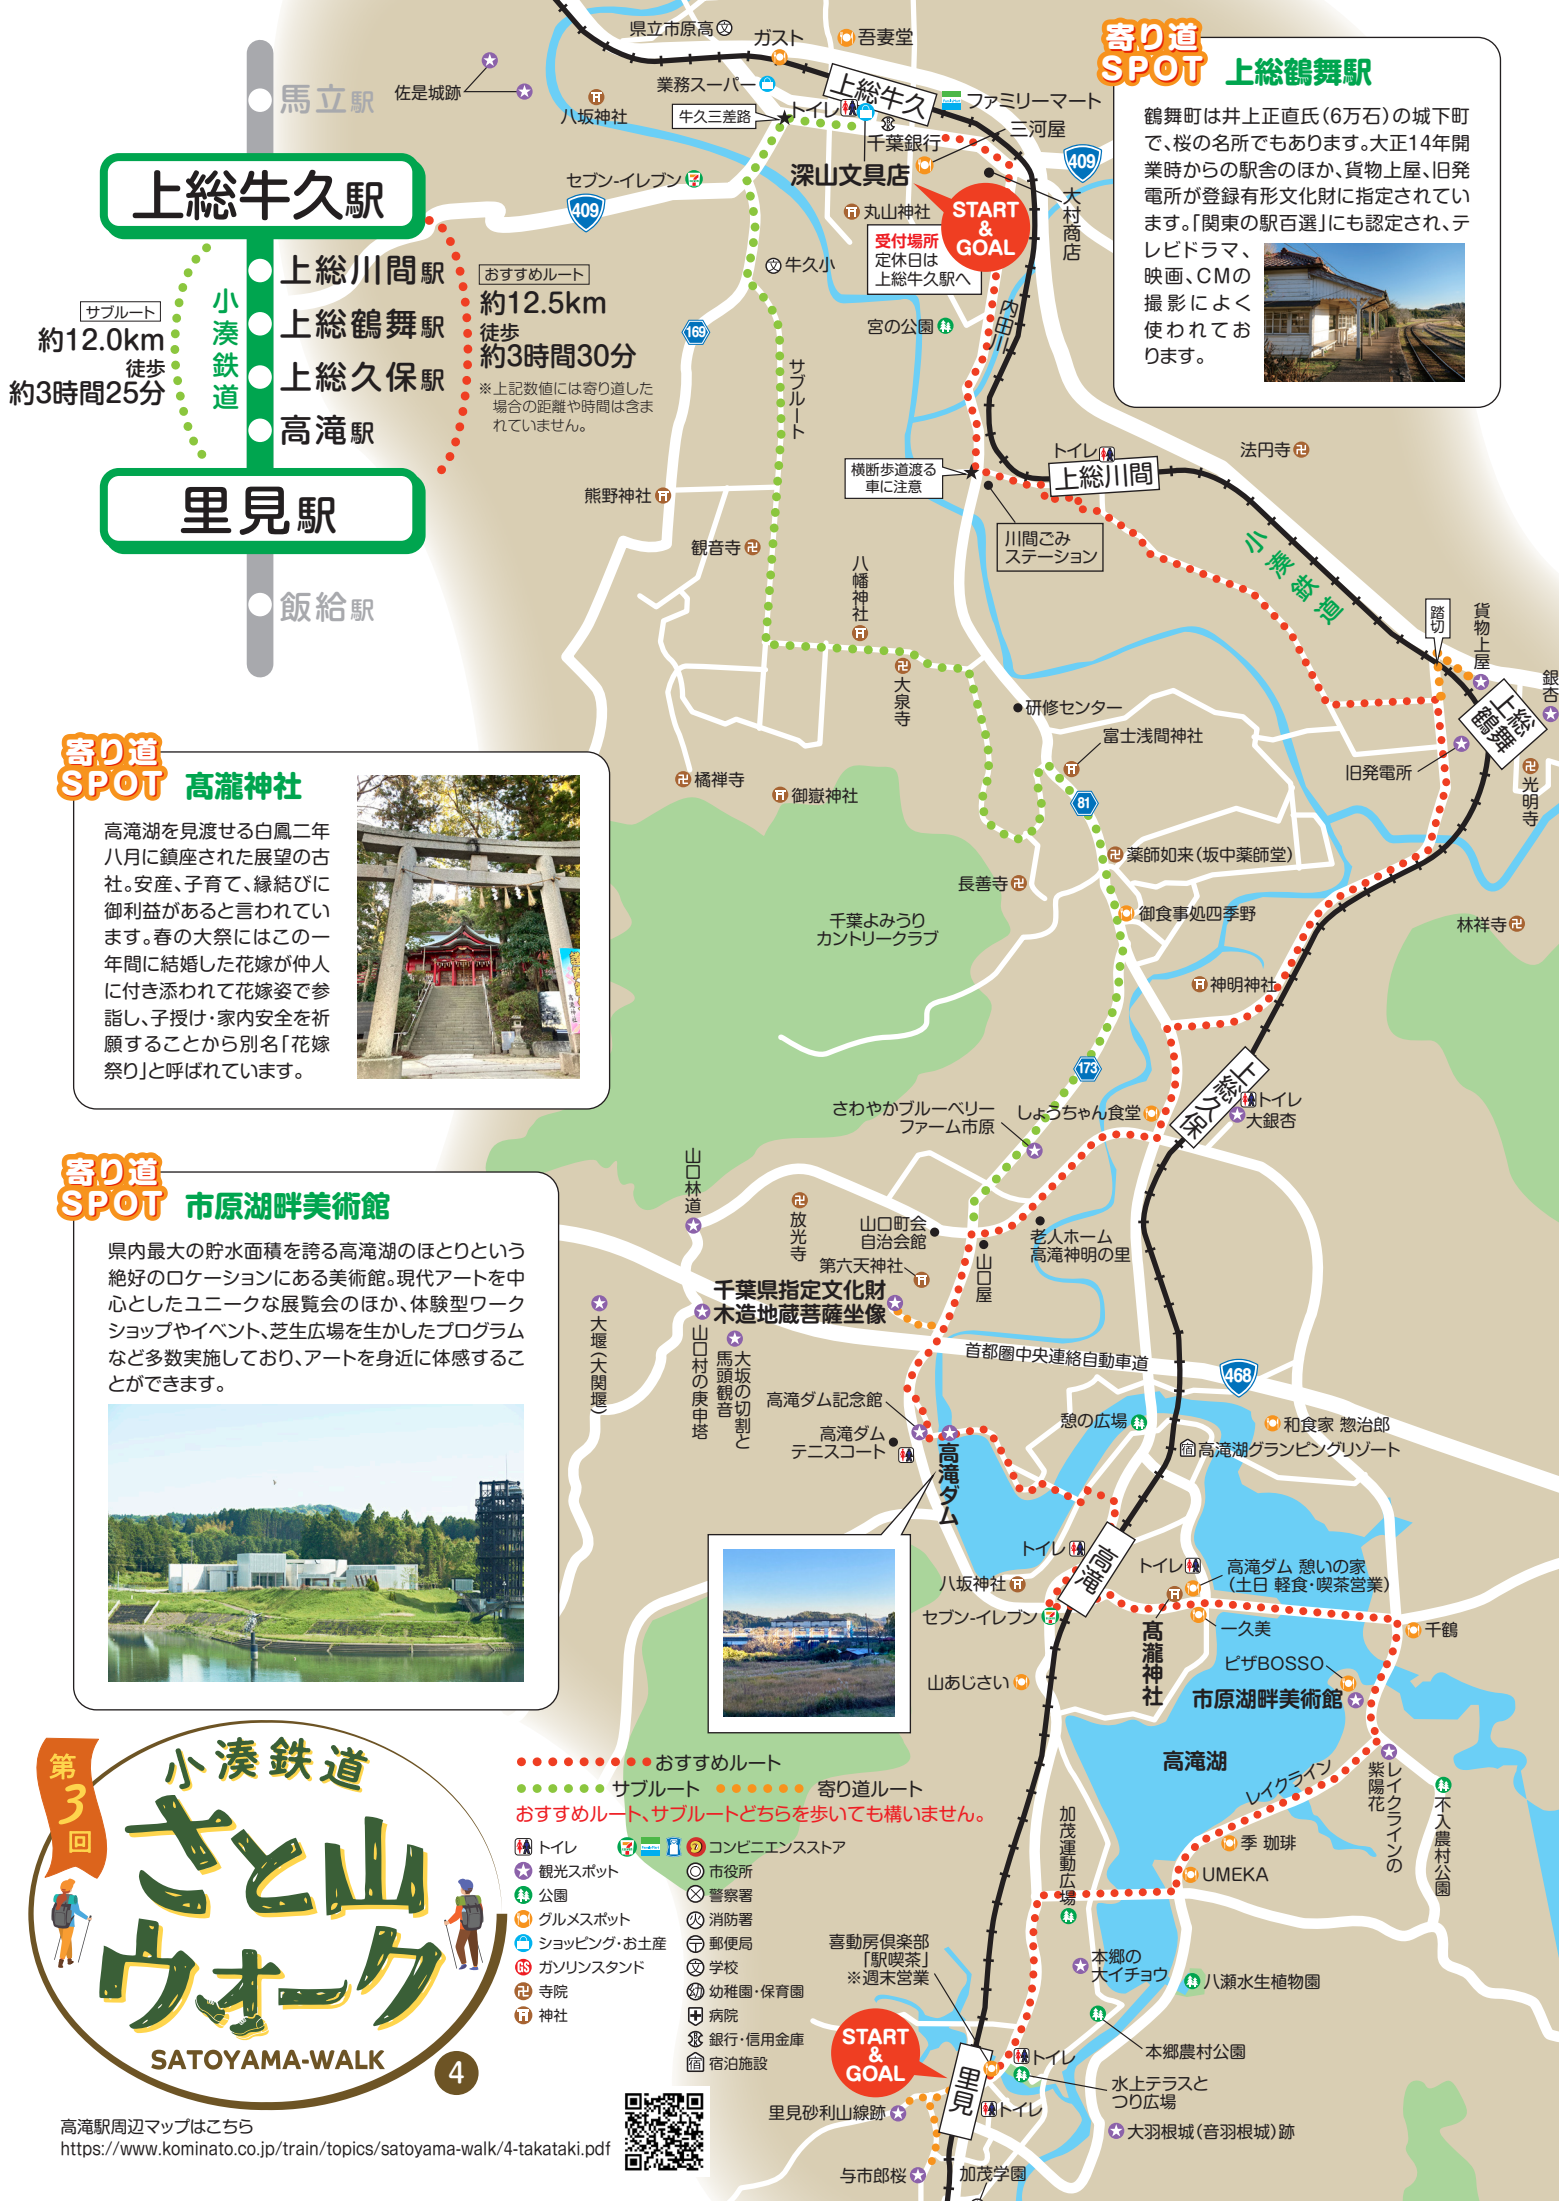 馬立駅
上総牛久駅
上総川間駅
上総鶴舞駅
上総久保駅
高滝駅
里見駅
飯給駅
小湊鉄道
サブルート
約12.0km
徒歩
約3時間25分
おすすめルート
約12.5km
徒歩
約3時間30分
※上記数値には寄り道した
場合の距離や時間は含ま
れていません。
寄り道
SPOT
上総鶴舞駅
鶴舞町は井上正直氏(6万石)の城下町
で、桜の名所でもあります。大正14年開
業時からの駅舎のほか、貨物上屋、旧発
電所が登録有形文化財に指定されてい
ます。「関東の駅百選」にも認定され、テ
レビドラマ、
映画、CMの
撮影によく
使われてお
ります。
寄り道
SPOT
髙瀧神社
高滝湖を見渡せる白鳳二年
八月に鎮座された展望の古
社。安産、子育て、縁結びに
御利益があると言われてい
ます。春の大祭にはこの一
年間に結婚した花嫁が仲人
に付き添われて花嫁姿で参
詣し、子授け・家内安全を祈
願することから別名「花嫁
祭り」と呼ばれています。
寄り道
SPOT
市原湖畔美術館
県内最大の貯水面積を誇る高滝湖のほとりという
絶好のロケーションにある美術館。現代アートを中
心としたユニークな展覧会のほか、体験型ワーク
ショップやイベント、芝生広場を生かしたプログラム
など多数実施しており、アートを身近に体感するこ
とができます。
県立市原高
文
ガスト
吾妻堂
佐是城跡
八坂神社
業務スーパー
牛久三差路
トイレ
上総牛久
ファミリーマート
三河屋
千葉銀行
深山文具店
409
大村商店
セブン-イレブン
409
丸山神社
START
&
GOAL
受付場所
定休日は
上総牛久駅へ
文
牛久小
宮の公園
内田川
169
サブルート
横断歩道渡る
車に注意
トイレ
上総川間
法円寺
川間ごみ
ステーション
熊野神社
観音寺
八幡神社
大泉寺
小湊鉄道
踏切
貨物上屋
銀杏
上総鶴舞
旧発電所
光明寺
研修センター
富士浅間神社
橘禅寺
御嶽神社
81
薬師如来(坂中薬師堂)
長善寺
千葉よみうり
カントリークラブ
御食事処四季野
林祥寺
神明神社
173
上総久保
トイレ
大銀杏
さわやかブルーベリー
ファーム市原
しょうちゃん食堂
山口林道
放光寺
山口町会
自治会館
老人ホーム
高滝神明の里
山口屋
第六天神社
千葉県指定文化財
木造地蔵菩薩坐像
大堰(大関堰)
山口村の庚申塔
大坂の切割と
馬頭観音
首都圏中央連絡自動車道
468
高滝ダム記念館
高滝ダム
テニスコート
高滝ダム
憩の広場
和食家 惣治郎
宿
高滝湖グランピングリゾート
トイレ
高滝
八坂神社
セブン-イレブン
トイレ
高滝ダム 憩いの家
(土日 軽食・喫茶営業)
一久美
千鶴
髙瀧神社
ピザBOSSO
市原湖畔美術館
山あじさい
高滝湖
レイクライン
レイクラインの
紫陽花
不入農村公園
季 珈琲
UMEKA
加茂運動広場
本郷の
大イチョウ
八瀬水生植物園
喜動房倶楽部
「駅喫茶」
※週末営業
START
&
GOAL
里見
トイレ
本郷農村公園
水上テラスと
つり広場
トイレ
里見砂利山線跡
大羽根城(音羽根城)跡
与市郎桜
加茂学園
おすすめルート
サブルート
寄り道ルート
おすすめルート、サブルートどちらを歩いても構いません。
トイレ
コンビニエンスストア
観光スポット
市役所
公園
警察署
グルメスポット
消防署
ショッピング・お土産
郵便局
GS
ガソリンスタンド
文
学校
寺院
幼稚園・保育園
神社
病院
銀行・信用金庫
宿
宿泊施設
第3回
小湊鉄道
さと山
ウォーク
SATOYAMA-WALK
4
高滝駅周辺マップはこちら
https://www.kominato.co.jp/train/topics/satoyama-walk/4-takataki.pdf